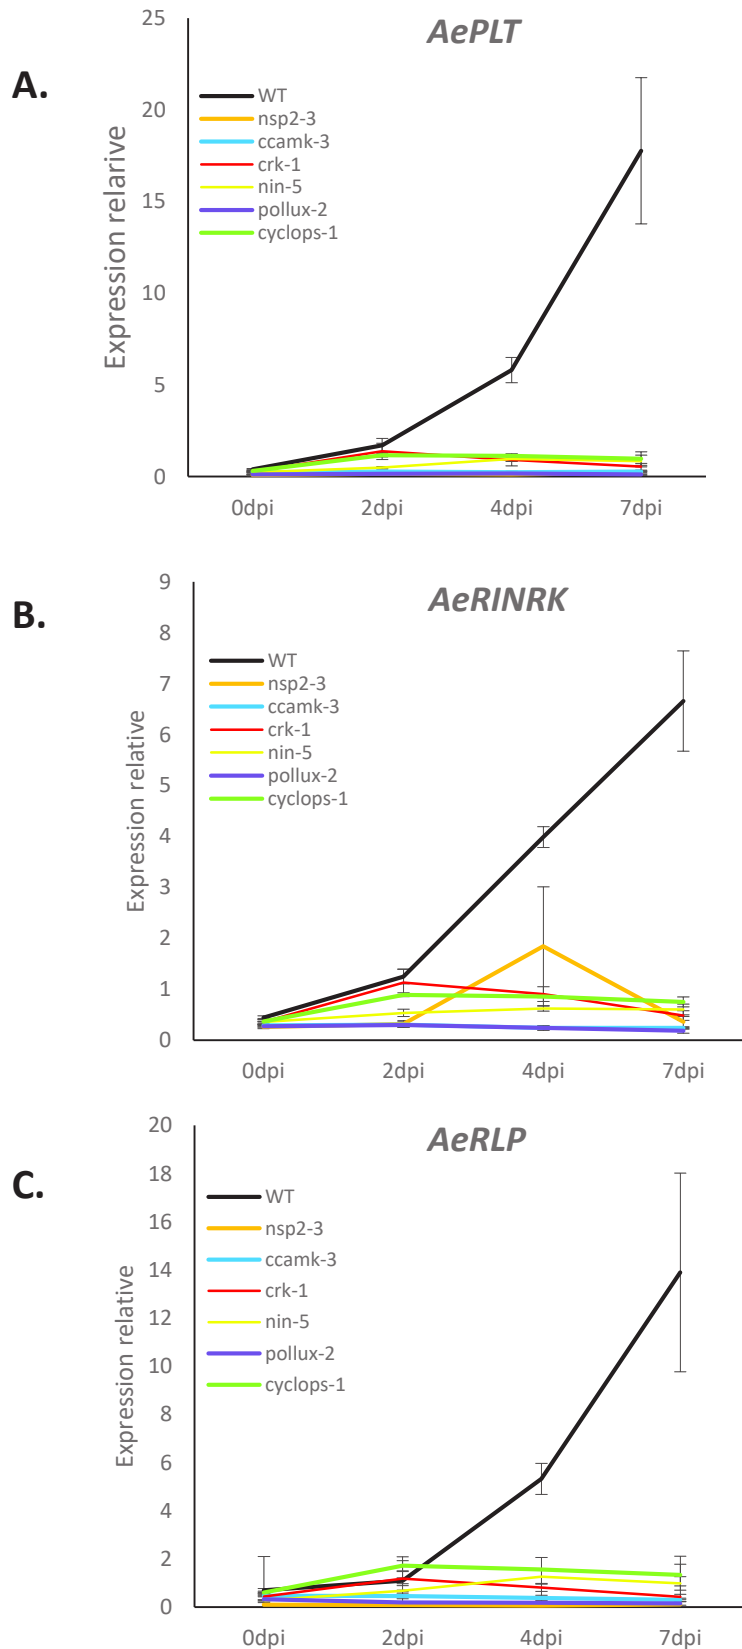 A.
AePLT
Expression relarive
25
20
15
10
5
0
WT
nsp2-3
ccamk-3
crk-1
nin-5
pollux-2
cyclops-1
0dpi 2dpi 4dpi 7dpi
B.
AeRINRK
Expression relative
9
8
7
6
5
4
3
2
1
0
WT
nsp2-3
ccamk-3
crk-1
nin-5
pollux-2
cyclops-1
0dpi 2dpi 4dpi 7dpi
C.
AeRLP
Expression relative
20
18
16
14
12
10
8
6
4
2
0
WT
nsp2-3
ccamk-3
crk-1
nin-5
pollux-2
cyclops-1
0dpi 2dpi 4dpi 7dpi